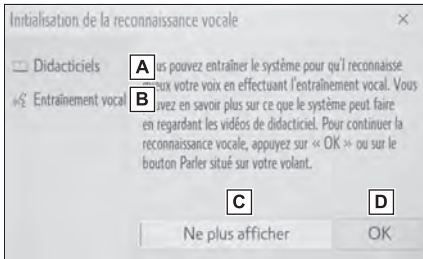 Initialisation de la reconnaissance vocale ×
Didacticiels
Entraînement vocal
A
B
us pouvez entraîner le système pour qu'il reconnaisse
eux votre voix en effectuant l'entraînement vocal. Vous
vez en savoir plus sur ce que le système peut faire
en regardant les vidéos de didacticiel. Pour continuer la
reconnaissance vocale, appuyez sur « OK » ou sur le
bouton Parler situé sur votre volant.
C
D
Ne plus afficher
OK